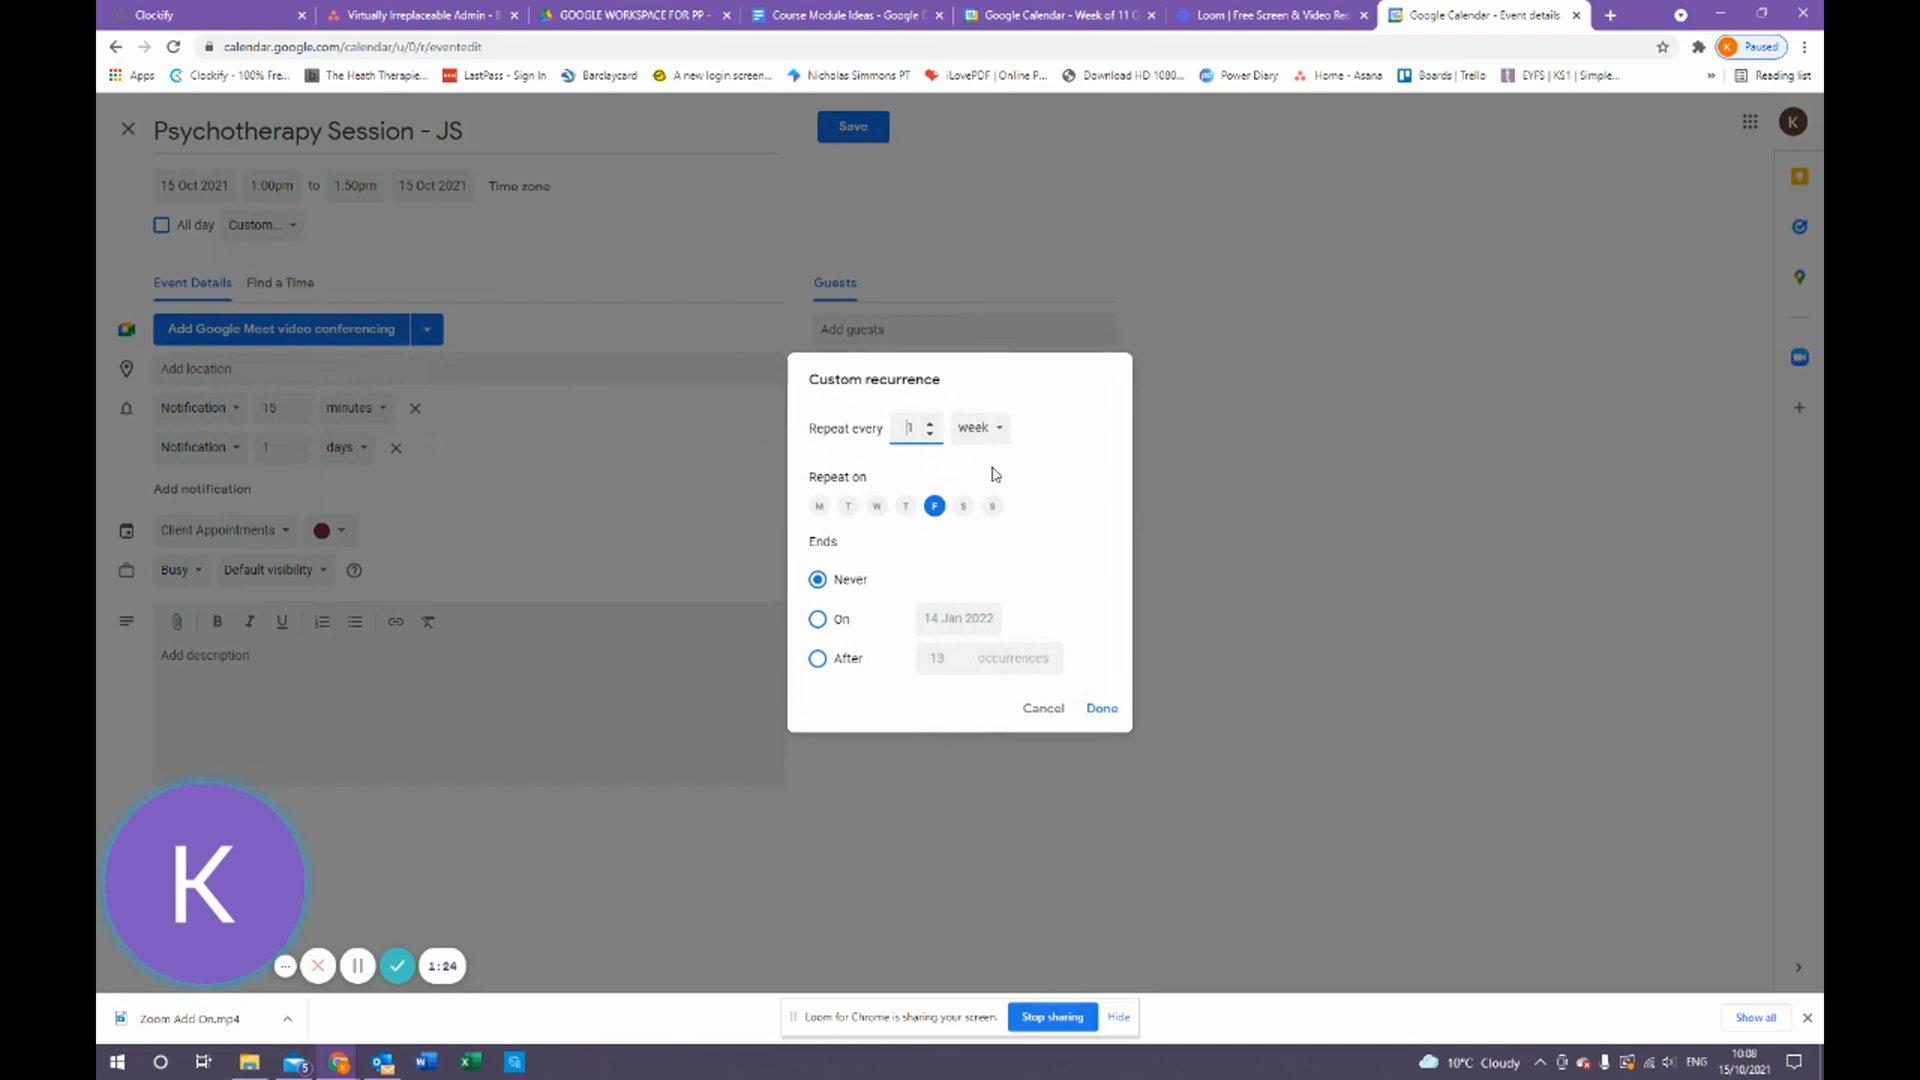 Clockify
Virtually Irreplaceable Admin -
GOOGLE WORKSPACE FOR PP -
Course Module Ideas - Google
Google Calendar - Week of 11
Loom | Free Screen & Video Rec
Google Calendar - Event details
calendar.google.com/calendar/u/0/r/eventedit
K Paused
Apps
Clockify - 100% Fre...
The Heath Therapie...
LastPass - Sign In
Barclaycard
A new login screen...
Nicholas Simmons PT
iLovePDF | Online P...
Download HD 1080...
Power Diary
Home - Asana
Boards | Trello
EYFS | KS1 | Simple...
Reading list
Psychotherapy Session - JS
Save
K
15 Oct 2021 1:00pm to 1:50pm 15 Oct 2021 Time zone
All day Custom...
Event Details Find a Time
Guests
Add Google Meet video conferencing
Add guests
Add location
Notification 15 minutes
Notification 1 days
Add notification
Client Appointments
Busy Default visibility
B I U
Add description
Custom recurrence
Repeat every 1 week
Repeat on
M T W T F S S
Ends
Never
On 14 Jan 2022
After 13 occurrences
Cancel Done
K
1:24
Zoom Add On.mp4
Loom for Chrome is sharing your screen.
Stop sharing
Hide
Show all
5
10°C Cloudy
ENG
10:08
15/10/2021